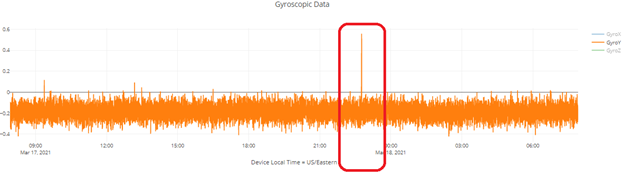 Gyroscopic Data
0.6
0.4
0.2
0
−0.2
−0.4
GyroX
GyroY
GyroZ
09:00 12:00 15:00 18:00 21:00 00:00 03:00 06:00
Mar 17, 2021 Mar 18, 2021
Device Local Time = US/Eastern